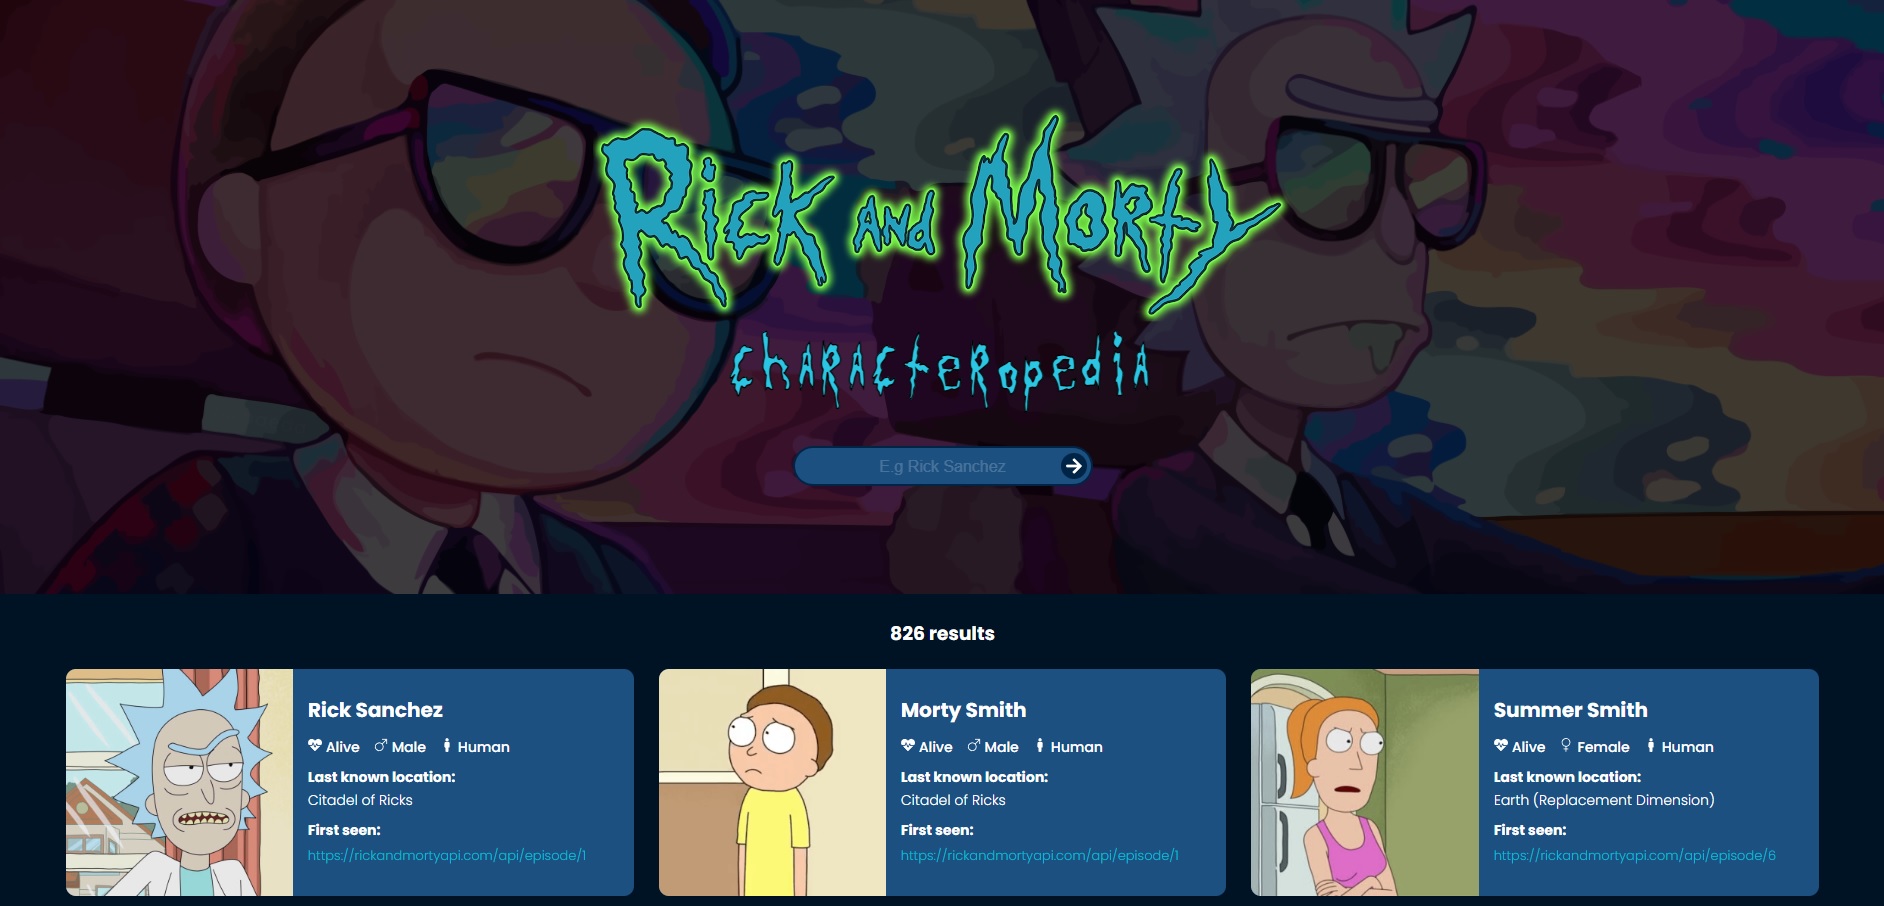 Rick and Morty
characteropedia
E.g Rick Sanchez
826 results
Rick Sanchez
Alive Male Human
Last known location:
Citadel of Ricks
First seen:
https://rickandmortyapi.com/api/episode/1
Morty Smith
Alive Male Human
Last known location:
Citadel of Ricks
First seen:
https://rickandmortyapi.com/api/episode/1
Summer Smith
Alive Female Human
Last known location:
Earth (Replacement Dimension)
First seen:
https://rickandmortyapi.com/api/episode/6